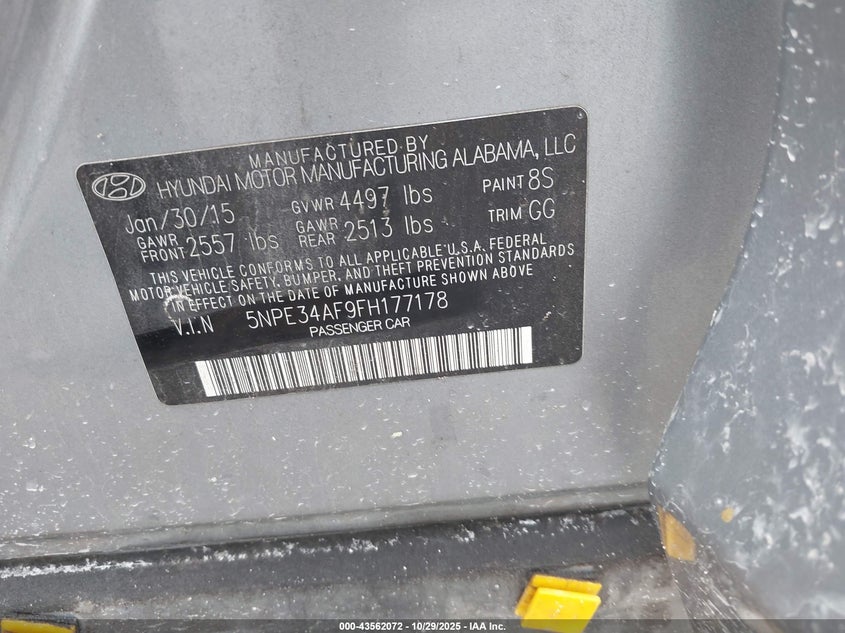 MANUFACTURED BY
HYUNDAI MOTOR MANUFACTURING ALABAMA, LLC
Jan/30/15 GVWR 4497 lbs PAINT 8S
GAWR FRONT 2557 lbs GAWR REAR 2513 lbs TRIM GG
THIS VEHICLE CONFORMS TO ALL APPLICABLE U.S.A. FEDERAL
MOTOR VEHICLE SAFETY, BUMPER, AND THEFT PREVENTION STANDARDS
IN EFFECT ON THE DATE OF MANUFACTURE SHOWN ABOVE
V.I.N 5NPE34AF9FH177178
PASSENGER CAR
000-43562072 - 10/29/2025 - IAA Inc.